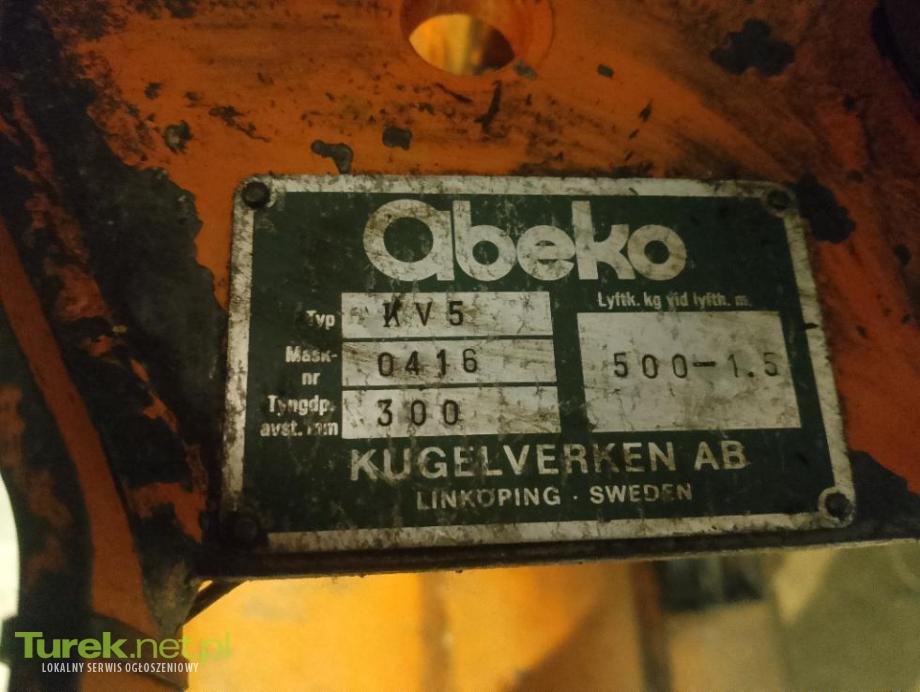 abeko
Typ KV5
Mask-nr 0416
Tyngdp. avst. mm 300
Lyftk. kg vid lyfth. m.
500-1.5
KUGELVERKEN AB
LINKÖPING · SWEDEN
Turek.net.pl
LOKALNY SERWIS OGŁOSZENIOWY